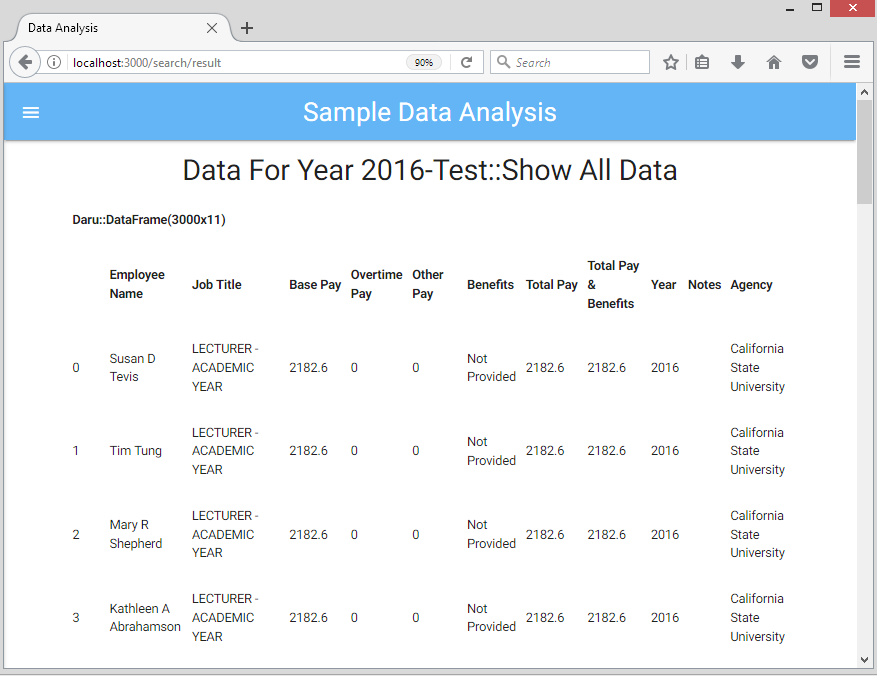 Data Analysis
localhost:3000/search/result
90%
Search
Sample Data Analysis
Data For Year 2016-Test::Show All Data
Daru::DataFrame(3000x11)
Employee Name Job Title Base Pay Overtime Pay Other Pay Benefits Total Pay Total Pay & Benefits Year Notes Agency
0 Susan D Tevis LECTURER - ACADEMIC YEAR 2182.6 0 0 Not Provided 2182.6 2182.6 2016 California State University
1 Tim Tung LECTURER - ACADEMIC YEAR 2182.6 0 0 Not Provided 2182.6 2182.6 2016 California State University
2 Mary R Shepherd LECTURER - ACADEMIC YEAR 2182.6 0 0 Not Provided 2182.6 2182.6 2016 California State University
3 Kathleen A Abrahamson LECTURER - ACADEMIC YEAR 2182.6 0 0 Not Provided 2182.6 2182.6 2016 California State University